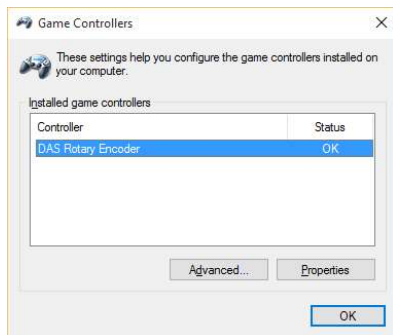 Game Controllers
These settings help you configure the game controllers installed on
your computer.
Installed game controllers
Controller Status
DAS Rotary Encoder OK
Advanced... Properties
OK